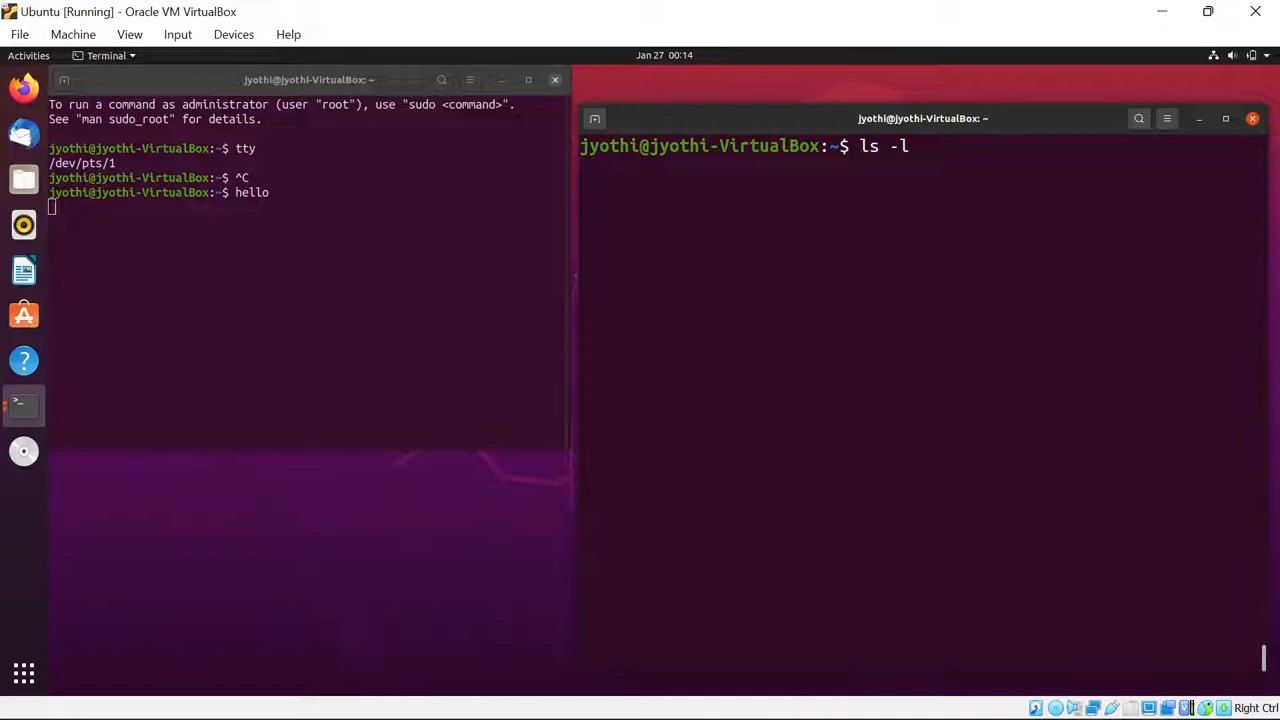 Ubuntu [Running] - Oracle VM VirtualBox
File Machine View Input Devices Help
Activities Terminal Jan 27 00:14
jyothi@jyothi-VirtualBox: ~
To run a command as administrator (user "root"), use "sudo <command>".
See "man sudo_root" for details.
jyothi@jyothi-VirtualBox:~$ tty
/dev/pts/1
jyothi@jyothi-VirtualBox:~$ ^C
jyothi@jyothi-VirtualBox:~$ hello
jyothi@jyothi-VirtualBox: ~
jyothi@jyothi-VirtualBox:~$ ls -l
Right Ctrl